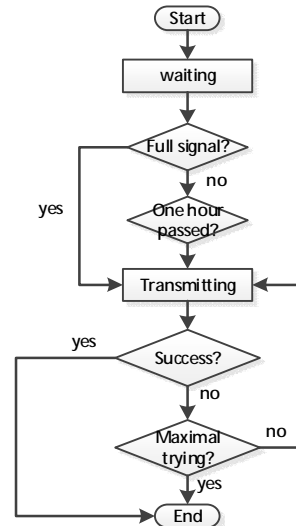 Start
waiting
Full signal?
no
yes
One hour
passed?
Transmitting
yes
Success?
no
Maximal
trying?
no
yes
End